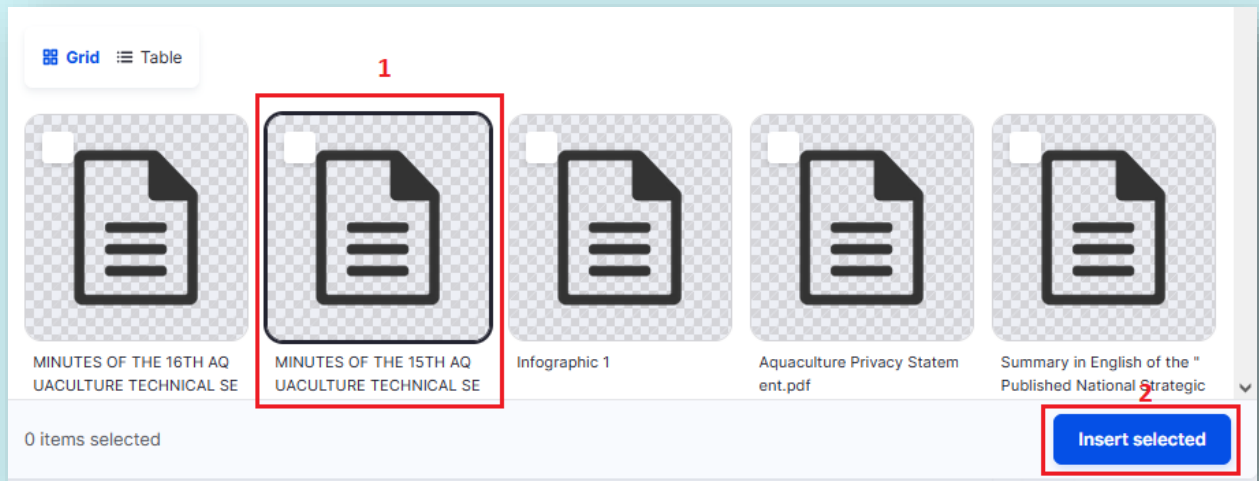 Grid Table
1
MINUTES OF THE 16TH AQ
UACULTURE TECHNICAL SE
MINUTES OF THE 15TH AQ
UACULTURE TECHNICAL SE
Infographic 1
Aquaculture Privacy Statem
ent.pdf
Summary in English of the "
Published National Strategic
2
0 items selected
Insert selected